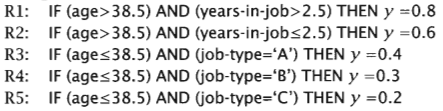 R1: IF (age>38.5) AND (years-in-job>2.5) THEN y =0.8
R2: IF (age>38.5) AND (years-in-job≤2.5) THEN y =0.6
R3: IF (age≤38.5) AND (job-type=‘A’) THEN y =0.4
R4: IF (age≤38.5) AND (job-type=‘B’) THEN y =0.3
R5: IF (age≤38.5) AND (job-type=‘C’) THEN y =0.2